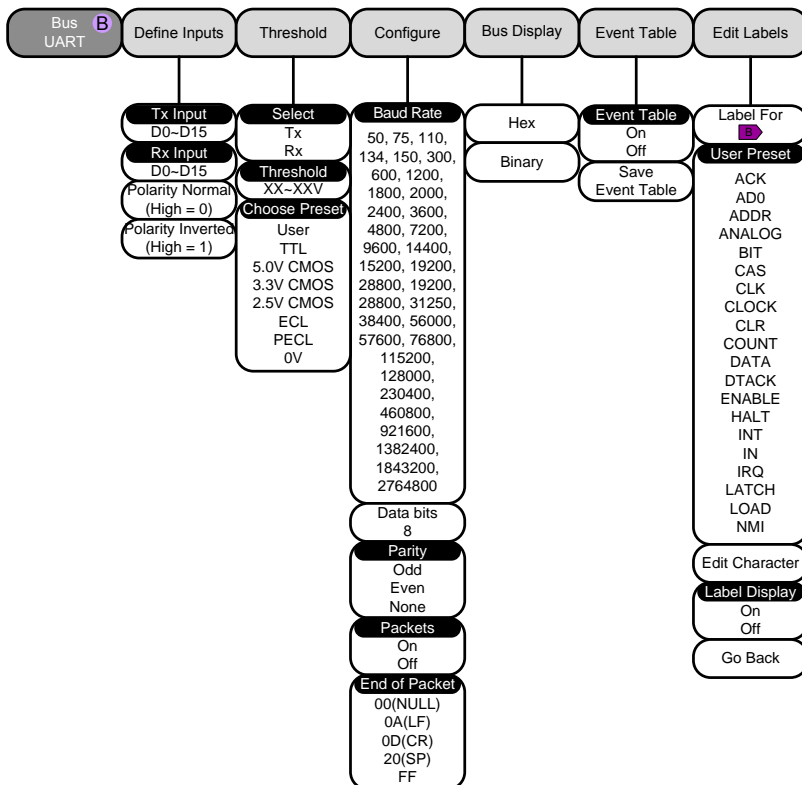 Bus B
UART
Define Inputs
Threshold
Configure
Bus Display
Event Table
Edit Labels
Tx Input
D0~D15
Rx Input
D0~D15
Polarity Normal
(High = 0)
Polarity Inverted
(High = 1)
Select
Tx
Rx
Threshold
XX~XXV
Choose Preset
User
TTL
5.0V CMOS
3.3V CMOS
2.5V CMOS
ECL
PECL
0V
Baud Rate
50, 75, 110,
134, 150, 300,
600, 1200,
1800, 2000,
2400, 3600,
4800, 7200,
9600, 14400,
15200, 19200,
28800, 19200,
28800, 31250,
38400, 56000,
57600, 76800,
115200,
128000,
230400,
460800,
921600,
1382400,
1843200,
2764800
Data bits
8
Parity
Odd
Even
None
Packets
On
Off
End of Packet
00(NULL)
0A(LF)
0D(CR)
20(SP)
FF
Hex
Binary
Event Table
On
Off
Save
Event Table
Label For
B
User Preset
ACK
AD0
ADDR
ANALOG
BIT
CAS
CLK
CLOCK
CLR
COUNT
DATA
DTACK
ENABLE
HALT
INT
IN
IRQ
LATCH
LOAD
NMI
Edit Character
Label Display
On
Off
Go Back